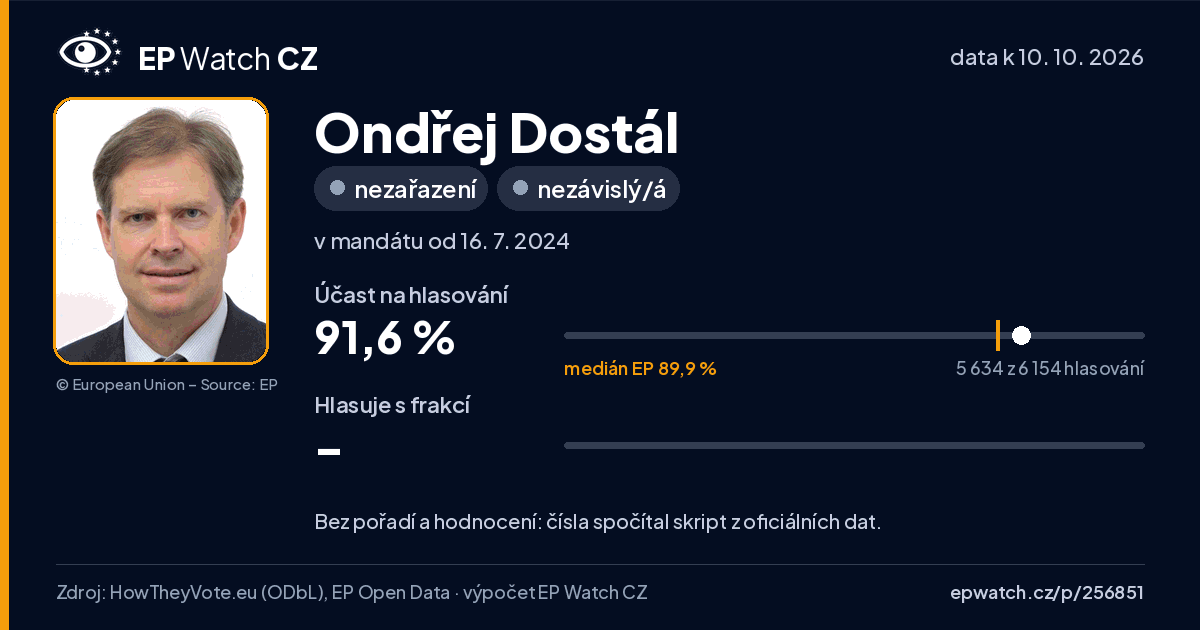 EP Watch CZ
data k 10. 10. 2026
Ondřej Dostál
nezařazení
nezávislý/á
v mandátu od 16. 7. 2024
Účast na hlasování
91,6 %
medián EP 89,9 %
5 634 z 6 154 hlasování
© European Union – Source: EP
Hlasuje s frakcí
–
Bez pořadí a hodnocení: čísla spočítal skript z oficiálních dat.
Zdroj: HowTheyVote.eu (ODbL), EP Open Data · výpočet EP Watch CZ
epwatch.cz/p/256851